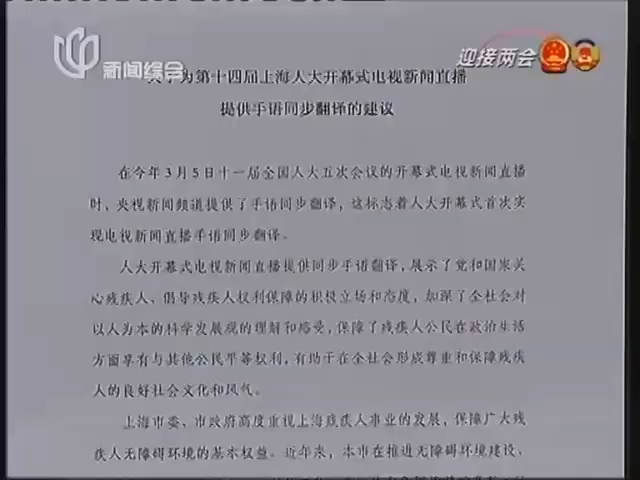 新闻综合
迎接两会
关于为第十四届上海人大开幕式电视新闻直播
提供手语同步翻译的建议
在今年3月5日十一届全国人大五次会议的开幕式电视新闻直播
时，央视新闻频道提供了手语同步翻译，这标志着人大开幕式首次实
现电视新闻直播手语同步翻译。
人大开幕式电视新闻直播提供同步手语翻译，展示了党和国家关
心残疾人、倡导残疾人权利保障的积极立场和态度，加深了全社会对
以人为本的科学发展观的理解和感受，保障了残疾人公民在政治生活
方面享有与其他公民平等权利，有助于在全社会形成尊重和保障残疾
人的良好社会文化和风气。
上海市委、市政府高度重视上海残疾人事业的发展，保障广大残
疾人无障碍环境的基本权益。近年来，本市在推进无障碍环境建设、